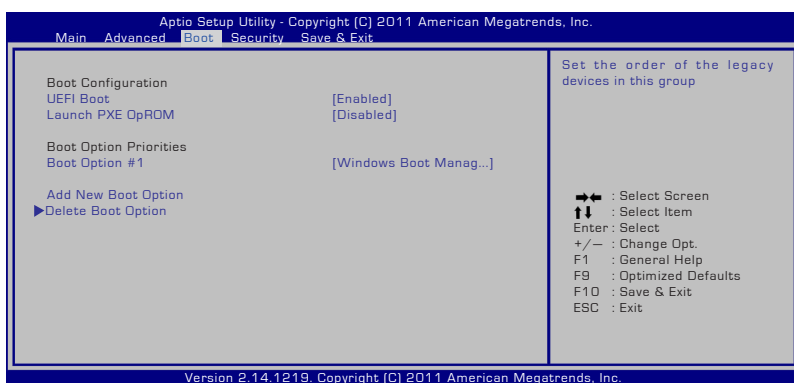 Aptio Setup Utility - Copyright (C) 2011 American Megatrends, Inc.
Main Advanced Boot Security Save & Exit
Boot Configuration
UEFI Boot [Enabled]
Launch PXE OpROM [Disabled]
Boot Option Priorities
Boot Option #1 [Windows Boot Manag...]
Add New Boot Option
Delete Boot Option
Set the order of the legacy
devices in this group
: Select Screen
: Select Item
Enter : Select
+/— : Change Opt.
F1 : General Help
F9 : Optimized Defaults
F10 : Save & Exit
ESC : Exit
Version 2.14.1219. Copyright (C) 2011 American Megatrends, Inc.